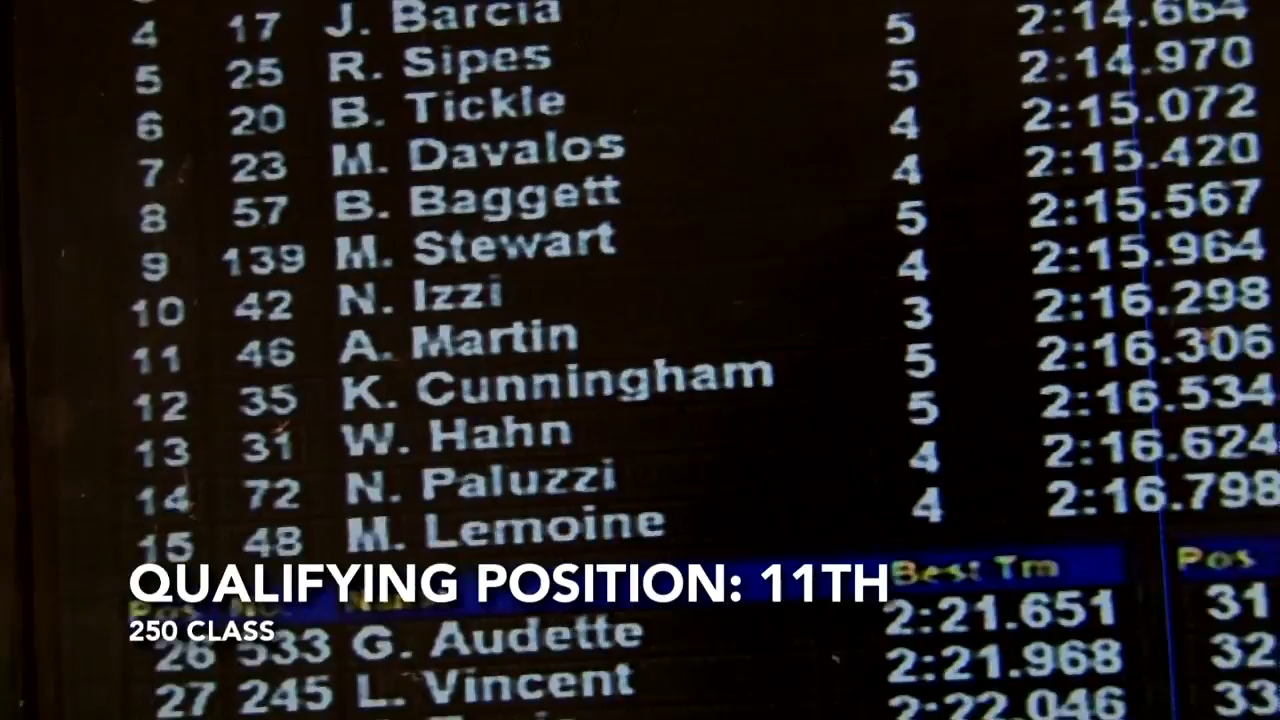 4 17 J. Barcia
5 25 R. Sipes 5 2:14.664
6 20 B. Tickle 5 2:14.970
7 23 M. Davalos 4 2:15.072
8 57 B. Baggett 4 2:15.420
9 139 M. Stewart 5 2:15.567
10 42 N. Izzi 4 2:15.964
11 46 A. Martin 3 2:16.298
12 35 K. Cunningham 5 2:16.306
13 31 W. Hahn 5 2:16.534
14 72 N. Paluzzi 4 2:16.624
15 48 M. Lemoine 4 2:16.798
QUALIFYING POSITION: 11TH
250 CLASS
Pos No. Best Tm Pos
26 533 G. Audette 2:21.651 31
27 245 L. Vincent 2:21.968 32
2:22.046 33